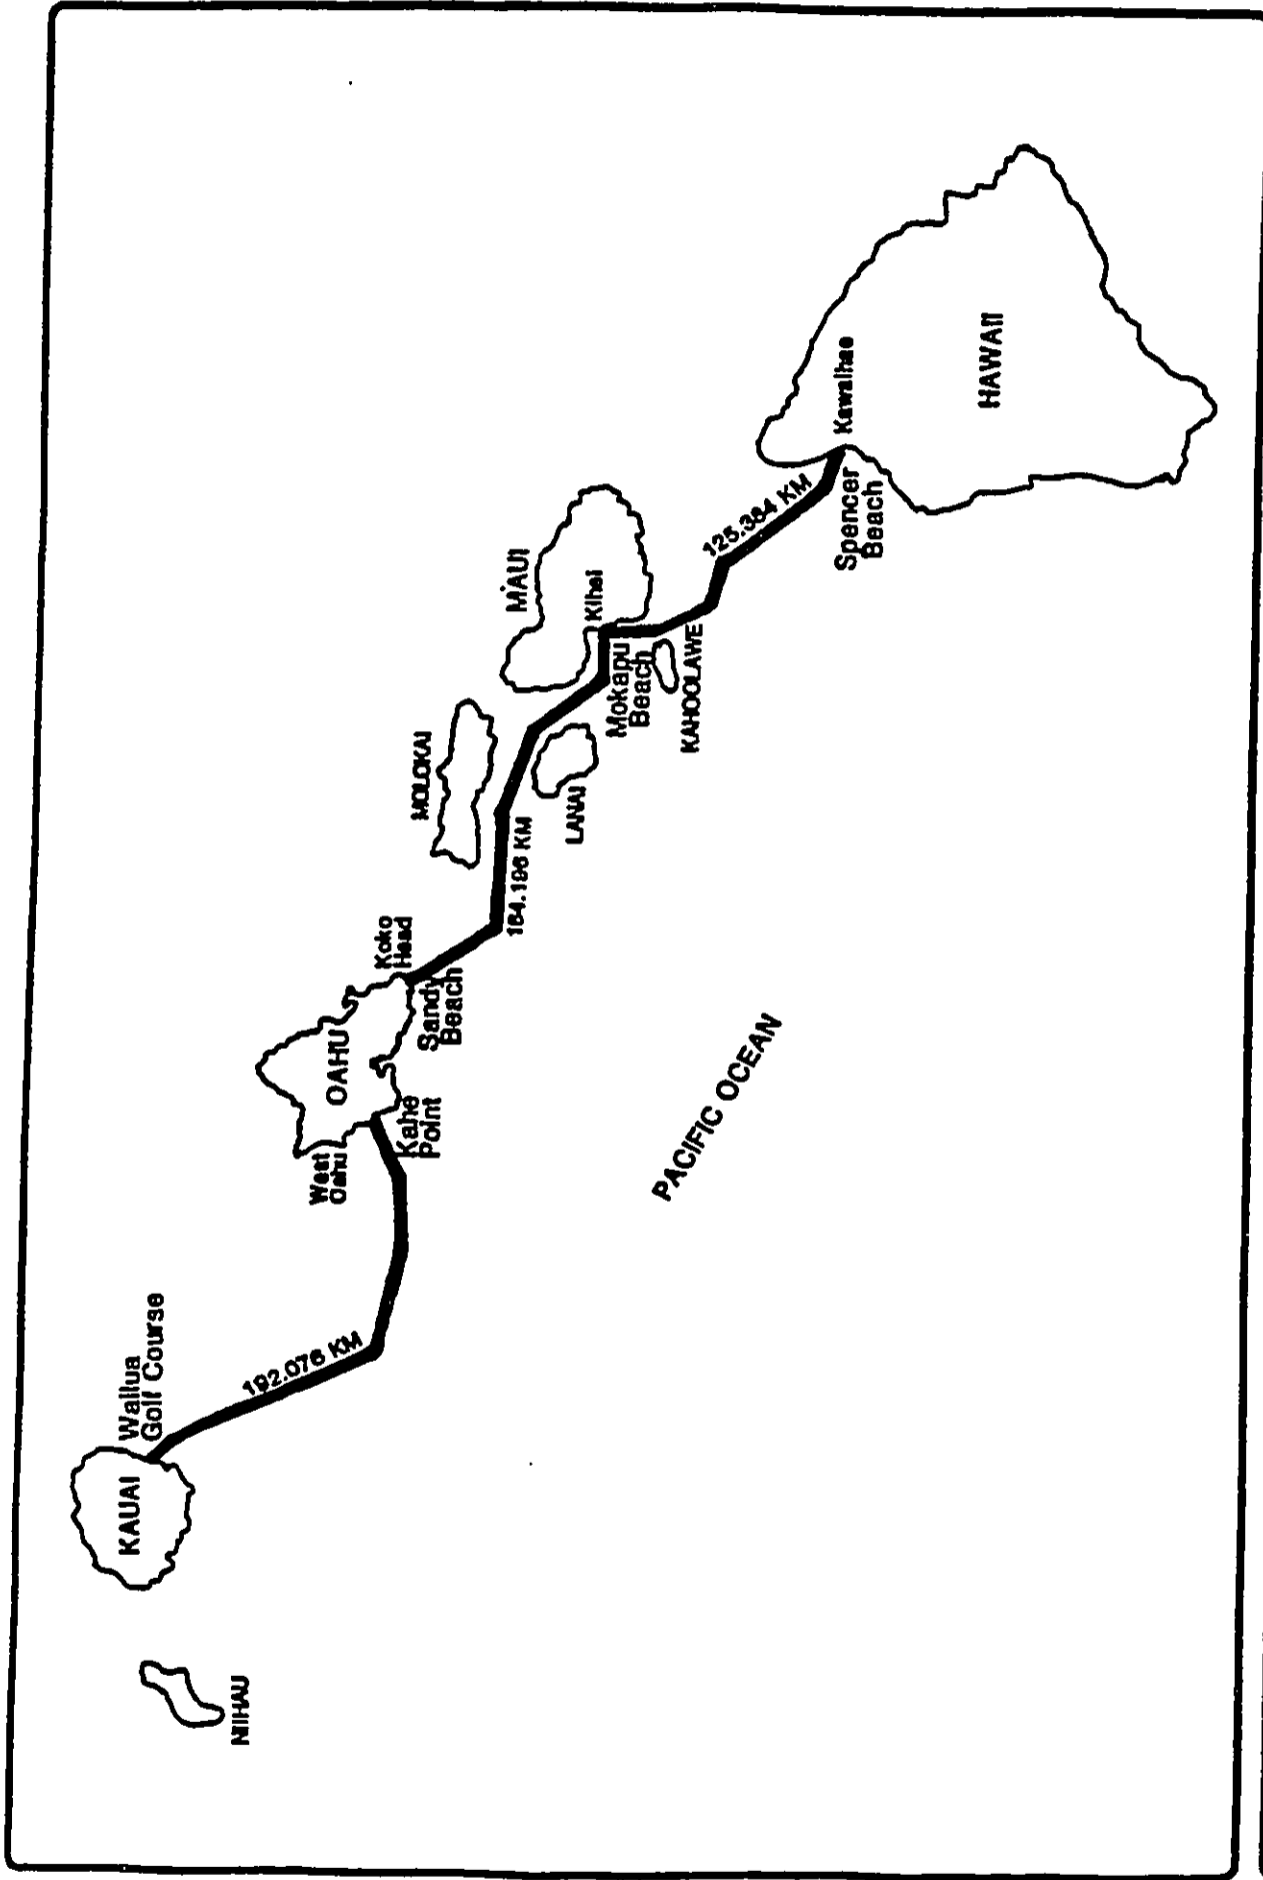 NIIHAU
KAUAI
Wailua
Golf Course
192.076 KM
West
Oahu
OAHU
Kahe
Point
Koko
Head
Sandy
Beach
MOLOKAI
164.196 KM
LANAI
MAUI
Kihei
Mokapu
Beach
KAHOOLAWE
125.384 KM
Kawaihae
Spencer
Beach
HAWAII
PACIFIC OCEAN